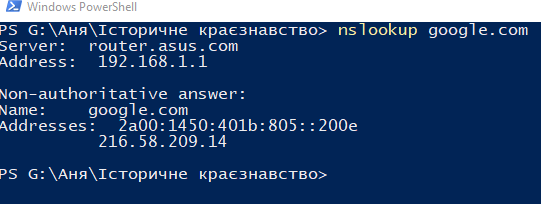 Windows PowerShell
PS G:\Аня\Історичне краєзнавство> nslookup google.com
Server:  router.asus.com
Address:  192.168.1.1

Non-authoritative answer:
Name:    google.com
Addresses:  2a00:1450:401b:805::200e
          216.58.209.14

PS G:\Аня\Історичне краєзнавство>